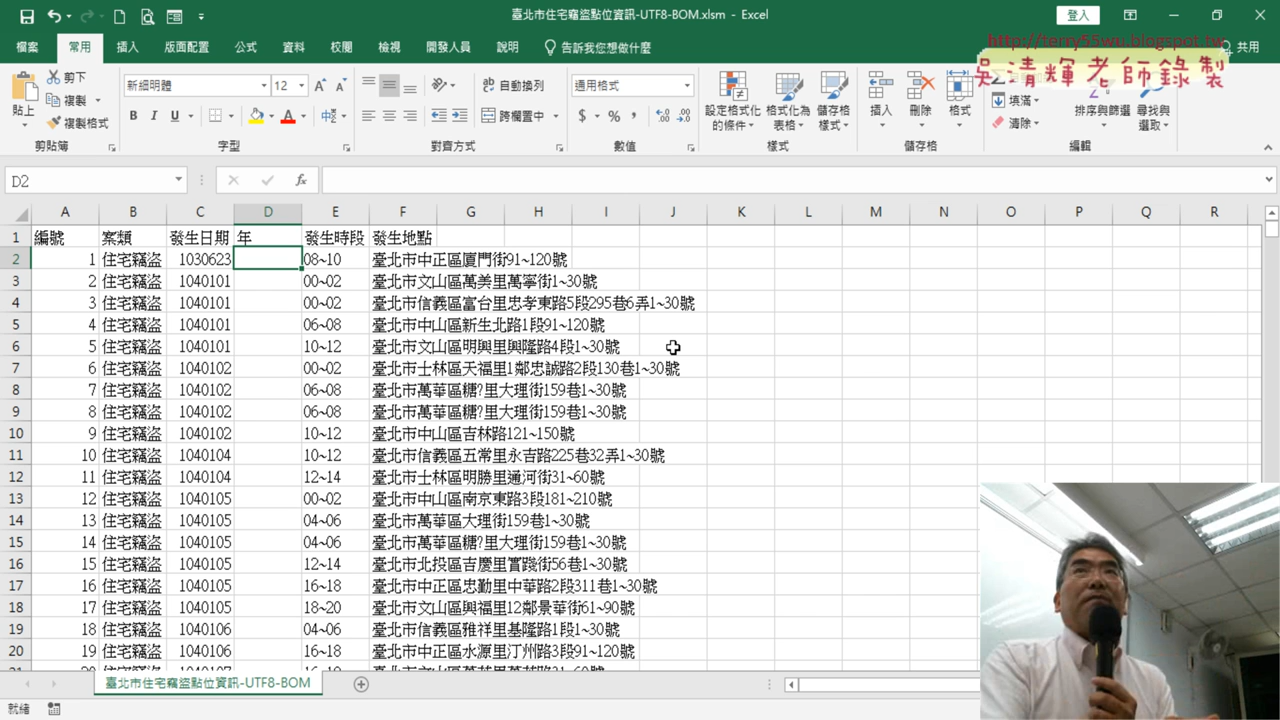 臺北市住宅竊盜點位資訊-UTF8-BOM.xlsm - Excel
登入
檔案 常用 插入 版面配置 公式 資料 校閱 檢視 開發人員 說明 告訴我您想做什麼 共用
http://terry55wu.blogspot.tw
吳清輝老師錄製
貼上 剪下 複製 複製格式 剪貼簿
新細明體 12 B I U A 字型
自動換列 跨欄置中 對齊方式
通用格式 $ % 數值
設定格式化的條件 格式化為表格 儲存格樣式 樣式
插入 刪除 格式 儲存格
填滿 清除 排序與篩選 尋找與選取 編輯
D2 fx
A B C D E F G H I J K L M N O P Q R
1 編號 案類 發生日期 年 發生時段 發生地點
2 1 住宅竊盜 1030623 08~10 臺北市中正區廈門街91~120號
3 2 住宅竊盜 1040101 00~02 臺北市文山區萬美里萬寧街1~30號
4 3 住宅竊盜 1040101 00~02 臺北市信義區富台里忠孝東路5段295巷6弄1~30號
5 4 住宅竊盜 1040101 06~08 臺北市中山區新生北路1段91~120號
6 5 住宅竊盜 1040101 10~12 臺北市文山區明興里興隆路4段1~30號
7 6 住宅竊盜 1040102 00~02 臺北市士林區天福里1鄰忠誠路2段130巷1~30號
8 7 住宅竊盜 1040102 06~08 臺北市萬華區糖?里大理街159巷1~30號
9 8 住宅竊盜 1040102 06~08 臺北市萬華區糖?里大理街159巷1~30號
10 9 住宅竊盜 1040102 10~12 臺北市中山區吉林路121~150號
11 10 住宅竊盜 1040104 10~12 臺北市信義區五常里永吉路225巷32弄1~30號
12 11 住宅竊盜 1040104 12~14 臺北市士林區明勝里通河街31~60號
13 12 住宅竊盜 1040105 00~02 臺北市中山區南京東路3段181~210號
14 13 住宅竊盜 1040105 04~06 臺北市萬華區大理街159巷1~30號
15 14 住宅竊盜 1040105 04~06 臺北市萬華區糖?里大理街159巷1~30號
16 15 住宅竊盜 1040105 12~14 臺北市北投區吉慶里實踐街56巷1~30號
17 16 住宅竊盜 1040105 16~18 臺北市中正區忠勤里中華路2段311巷1~30號
18 17 住宅竊盜 1040105 18~20 臺北市文山區興福里12鄰景華街61~90號
19 18 住宅竊盜 1040106 04~06 臺北市信義區雅祥里基隆路1段1~30號
20 19 住宅竊盜 1040106 16~18 臺北市中正區水源里汀州路3段91~120號
臺北市住宅竊盜點位資訊-UTF8-BOM
就緒